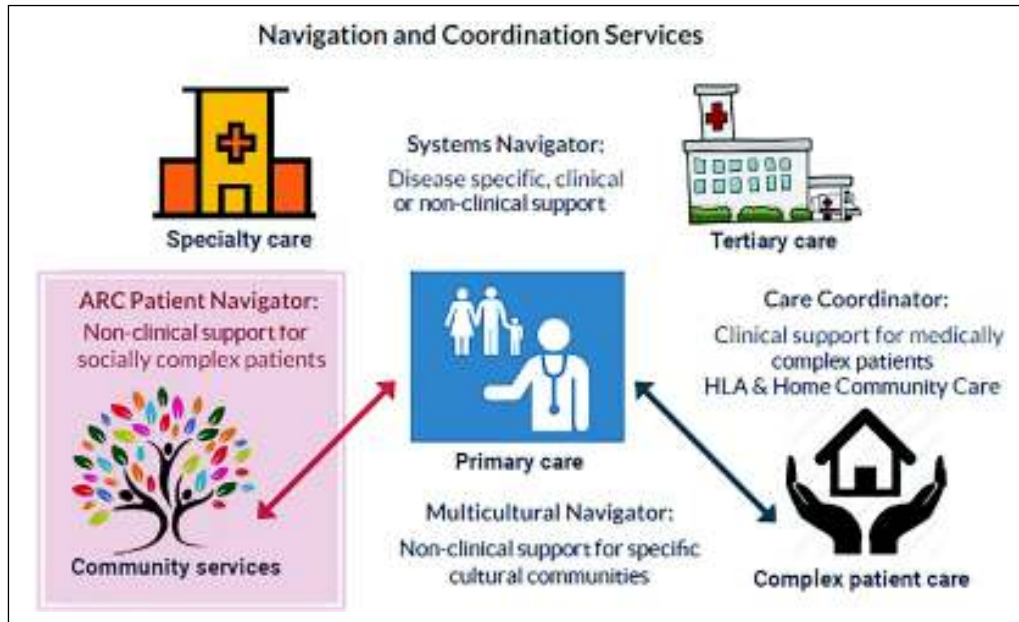 Navigation and Coordination Services
Systems Navigator:
Disease specific, clinical
or non-clinical support
Specialty care
Tertiary care
ARC Patient Navigator:
Non-clinical support for
socially complex patients
Care Coordinator:
Clinical support for medically
complex patients
HLA & Home Community Care
Primary care
Multicultural Navigator:
Non-clinical support for specific
cultural communities
Community services
Complex patient care